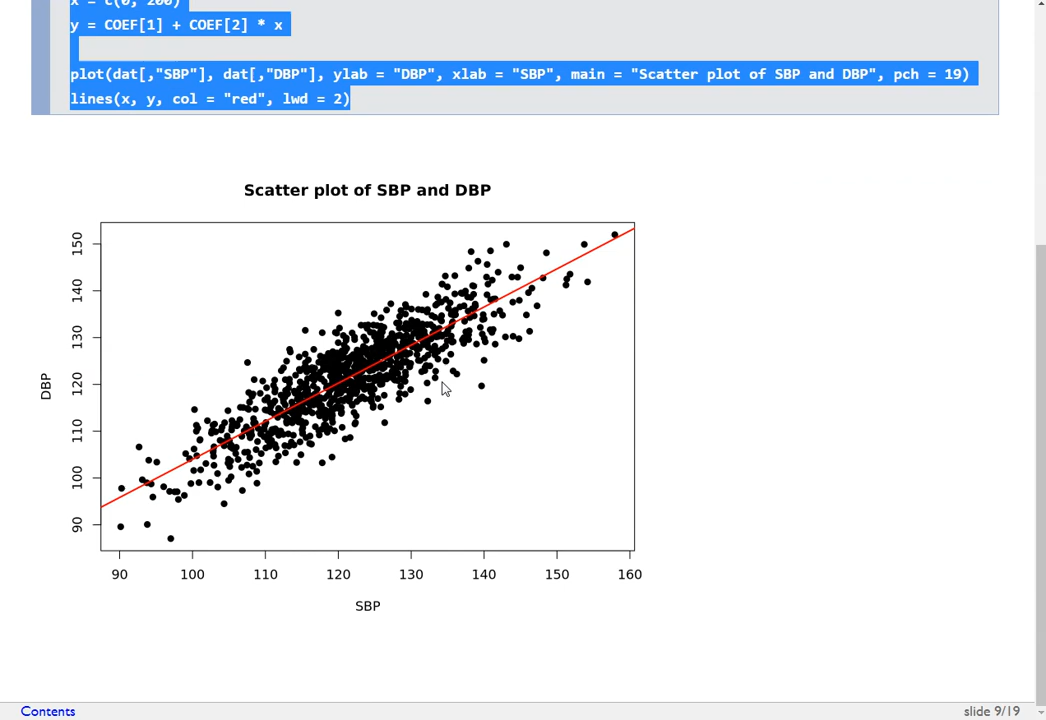 x = c(0, 200)
y = COEF[1] + COEF[2] * x
plot(dat[,"SBP"], dat[,"DBP"], ylab = "DBP", xlab = "SBP", main = "Scatter plot of SBP and DBP", pch = 19)
lines(x, y, col = "red", lwd = 2)
Scatter plot of SBP and DBP
150
140
130
120
110
100
90
DBP
90 100 110 120 130 140 150 160
SBP
Contents
slide 9/19